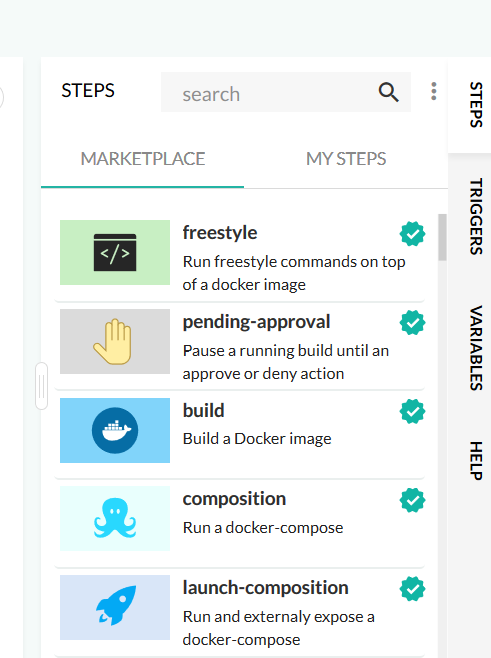 STEPS
search
MARKETPLACE
MY STEPS
freestyle
Run freestyle commands on top
of a docker image
pending-approval
Pause a running build until an
approve or deny action
build
Build a Docker image
composition
Run a docker-compose
launch-composition
Run and externaly expose a
docker-compose
STEPS
TRIGGERS
VARIABLES
HELP